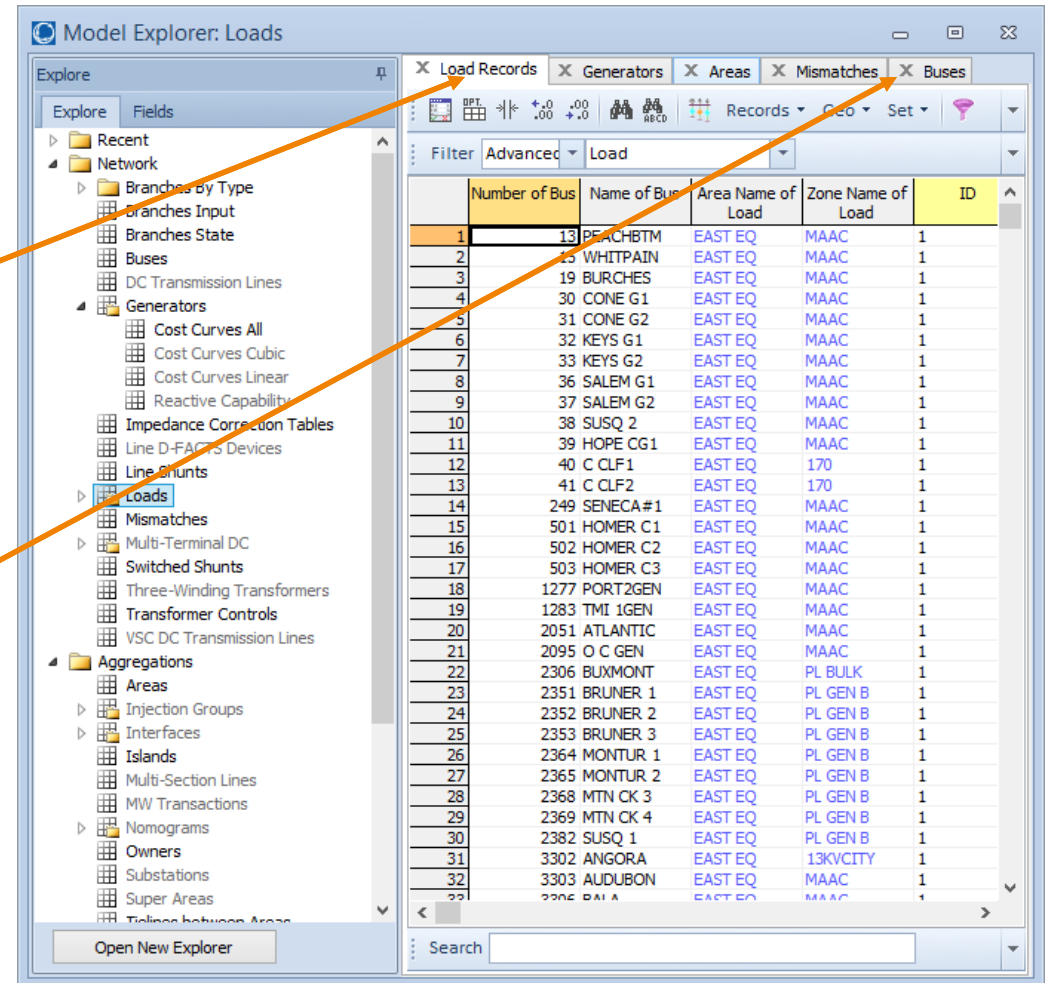 Model Explorer: Loads
Explore
Explore Fields
Recent
Network
Branches By Type
Branches Input
Branches State
Buses
DC Transmission Lines
Generators
Cost Curves All
Cost Curves Cubic
Cost Curves Linear
Reactive Capability
Impedance Correction Tables
Line D-FACTS Devices
Line Shunts
Loads
Mismatches
Multi-Terminal DC
Switched Shunts
Three-Winding Transformers
Transformer Controls
VSC DC Transmission Lines
Aggregations
Areas
Injection Groups
Interfaces
Islands
Multi-Section Lines
MW Transactions
Nomograms
Owners
Substations
Super Areas
Tielines between Areas
Open New Explorer
X Load Records X Generators X Areas X Mismatches X Buses
Records Geo Set
Filter Advanced Load
Number of Bus Name of Bus Area Name of Load Zone Name of Load ID
1 13 PEACHBTM EAST EQ MAAC 1
2 15 WHITPAIN EAST EQ MAAC 1
3 19 BURCHES EAST EQ MAAC 1
4 30 CONE G1 EAST EQ MAAC 1
5 31 CONE G2 EAST EQ MAAC 1
6 32 KEYS G1 EAST EQ MAAC 1
7 33 KEYS G2 EAST EQ MAAC 1
8 36 SALEM G1 EAST EQ MAAC 1
9 37 SALEM G2 EAST EQ MAAC 1
10 38 SUSQ 2 EAST EQ MAAC 1
11 39 HOPE CG1 EAST EQ MAAC 1
12 40 C CLF1 EAST EQ 170 1
13 41 C CLF2 EAST EQ 170 1
14 249 SENECA#1 EAST EQ MAAC 1
15 501 HOMER C1 EAST EQ MAAC 1
16 502 HOMER C2 EAST EQ MAAC 1
17 503 HOMER C3 EAST EQ MAAC 1
18 1277 PORT2GEN EAST EQ MAAC 1
19 1283 TMI 1GEN EAST EQ MAAC 1
20 2051 ATLANTIC EAST EQ MAAC 1
21 2095 O C GEN EAST EQ MAAC 1
22 2306 BUXMONT EAST EQ PL BULK 1
23 2351 BRUNER 1 EAST EQ PL GEN B 1
24 2352 BRUNER 2 EAST EQ PL GEN B 1
25 2353 BRUNER 3 EAST EQ PL GEN B 1
26 2364 MONTUR 1 EAST EQ PL GEN B 1
27 2365 MONTUR 2 EAST EQ PL GEN B 1
28 2368 MTN CK 3 EAST EQ PL GEN B 1
29 2369 MTN CK 4 EAST EQ PL GEN B 1
30 2382 SUSQ 1 EAST EQ PL GEN B 1
31 3302 ANGORA EAST EQ 13KVCITY 1
32 3303 AUDUBON EAST EQ MAAC 1
33 3306 BALA EAST EQ MAAC 1
Search